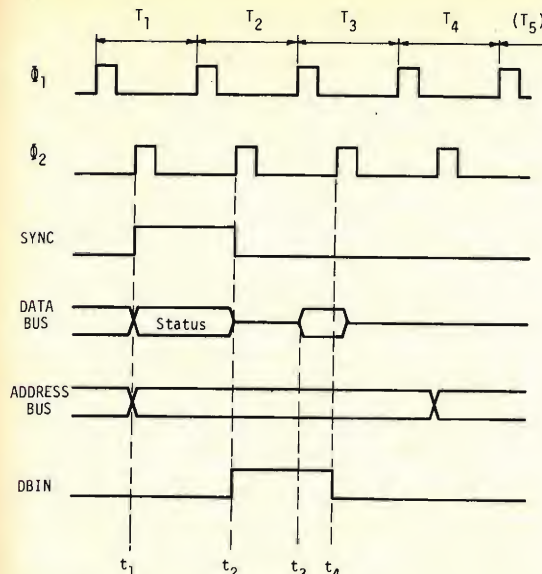 T1 T2 T3 T4 (T5)
Φ1
Φ2
SYNC
DATA
BUS
Status
ADDRESS
BUS
DBIN
t1 t2 t3 t4